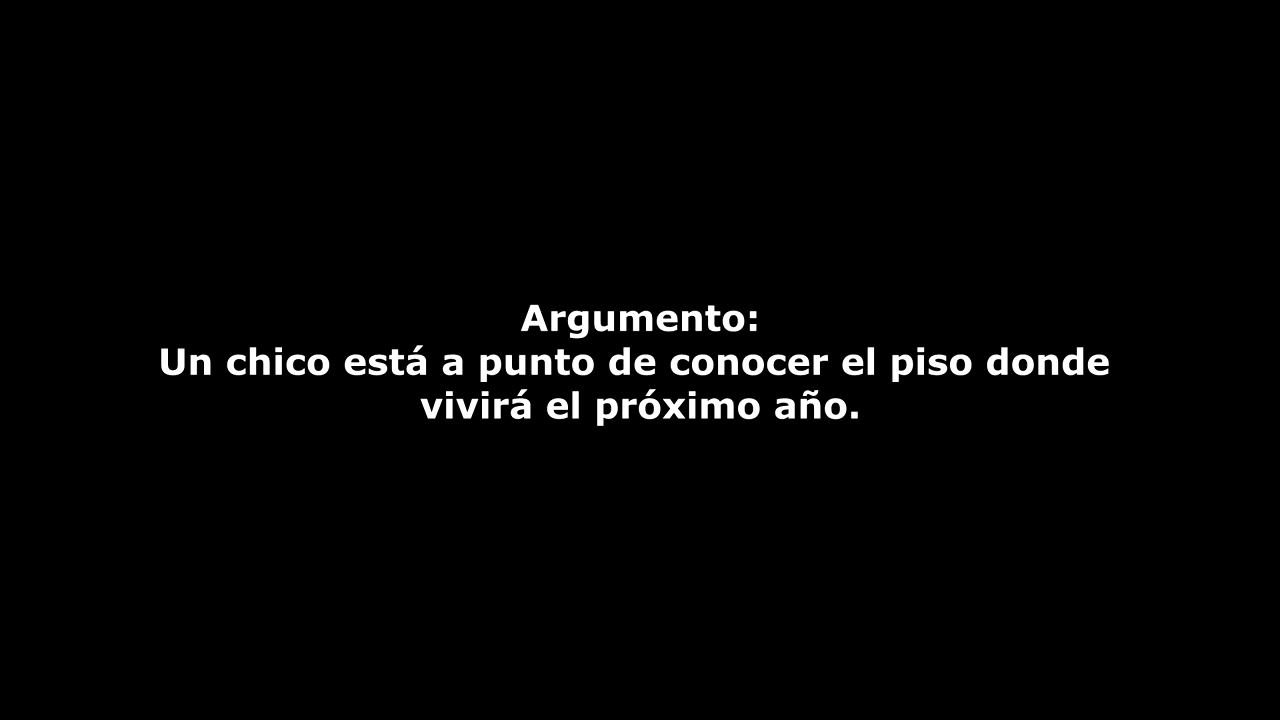 Argumento:
Un chico está a punto de conocer el piso donde
vivirá el próximo año.